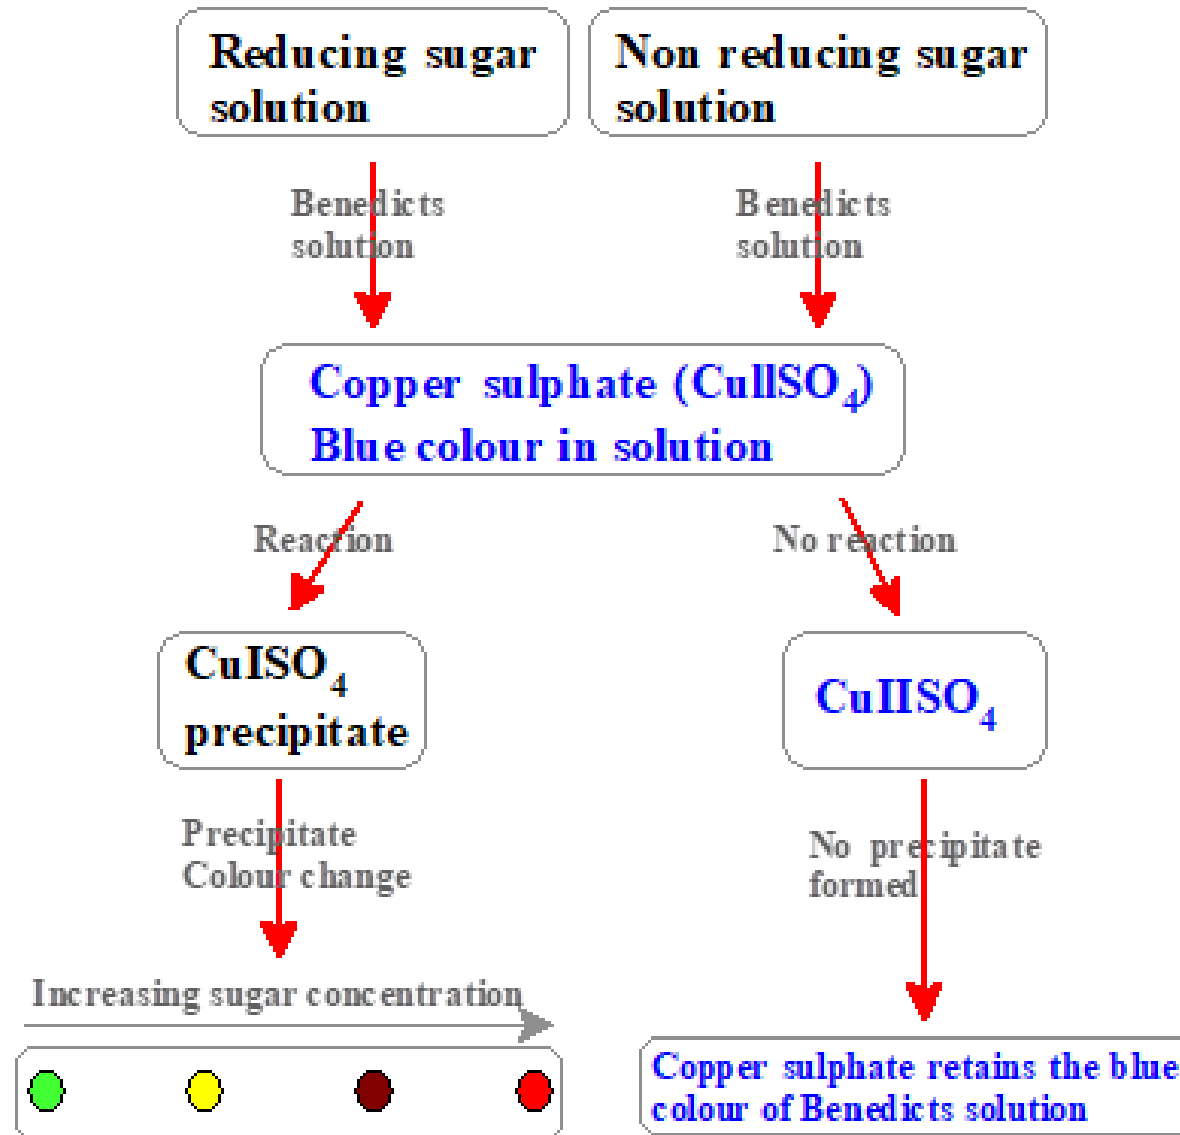 Reducing sugar
solution
Non reducing sugar
solution
Benedicts
solution
Benedicts
solution
Copper sulphate (CullSO4)
Blue colour in solution
Reaction
No reaction
CuISO4
precipitate
CuIISO4
Precipitate
Colour change
No precipitate
formed
Increasing sugar concentration
Copper sulphate retains the blue
colour of Benedicts solution